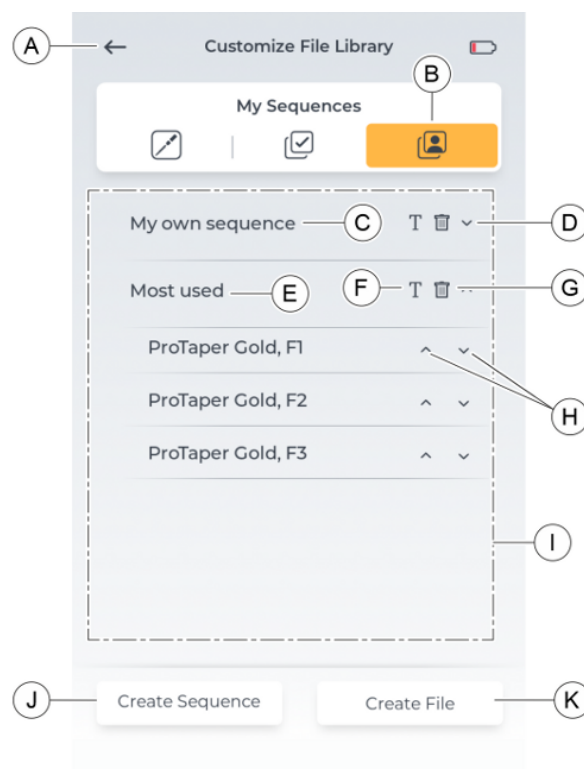 A
Customize File Library
B
My Sequences
My own sequence
C
T
D
Most used
E
F
T
G
ProTaper Gold, F1
ProTaper Gold, F2
H
ProTaper Gold, F3
I
J
Create Sequence
Create File
K